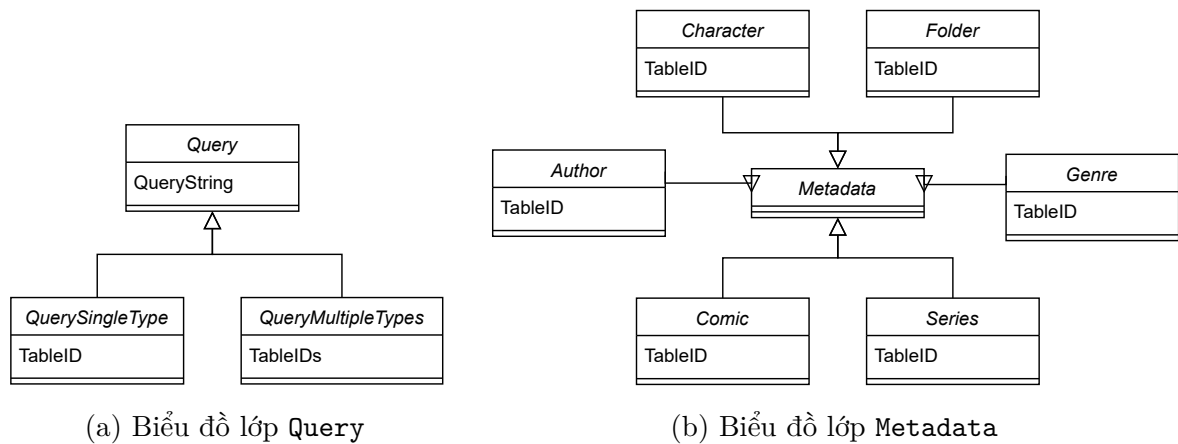 Query
QueryString
QuerySingleType
TableID
QueryMultipleTypes
TableIDs
(a) Biểu đồ lớp Query
Character
TableID
Folder
TableID
Author
TableID
Metadata
Genre
TableID
Comic
TableID
Series
TableID
(b) Biểu đồ lớp Metadata